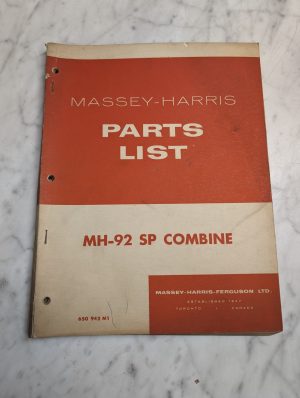 MASSEY-HARRIS
PARTS
LIST
MH-92 SP COMBINE
MASSEY-HARRIS-FERGUSON LTD.
ESTABLISHED 1847
TORONTO - CANADA
650 942 M1